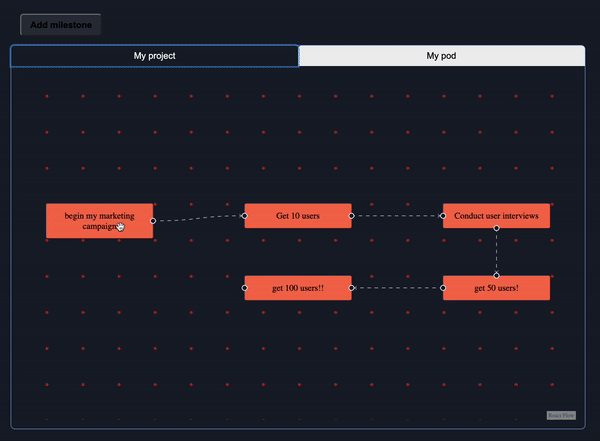 Add milestone
My project
My pod
begin my marketing
campaign
Get 10 users
Conduct user interviews
get 100 users!!
get 50 users!
React Flow